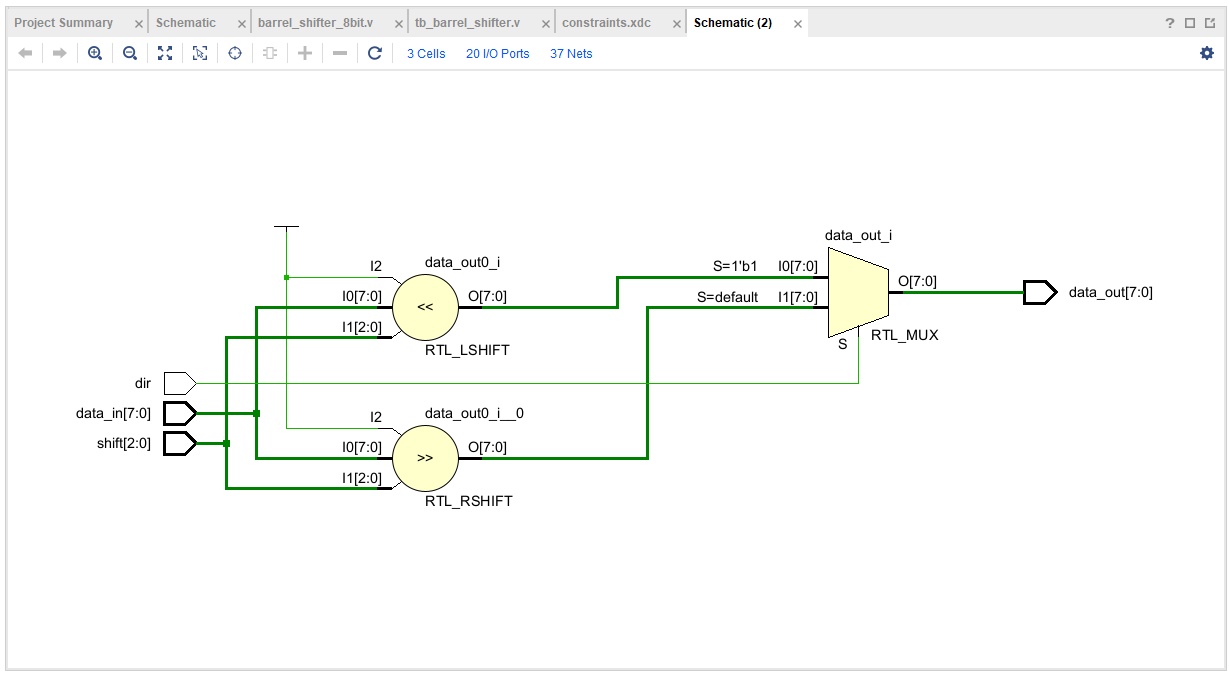 Project Summary × Schematic × barrel_shifter_8bit.v × tb_barrel_shifter.v × constraints.xdc × Schematic (2) × ?
3 Cells 20 I/O Ports 37 Nets
data_out_i
I2 data_out0_i S=1'b1 I0[7:0]
I0[7:0] << O[7:0] S=default I1[7:0] O[7:0] data_out[7:0]
I1[2:0]
RTL_LSHIFT S RTL_MUX
dir
data_in[7:0] I2 data_out0_i__0
shift[2:0] I0[7:0] >> O[7:0]
I1[2:0]
RTL_RSHIFT